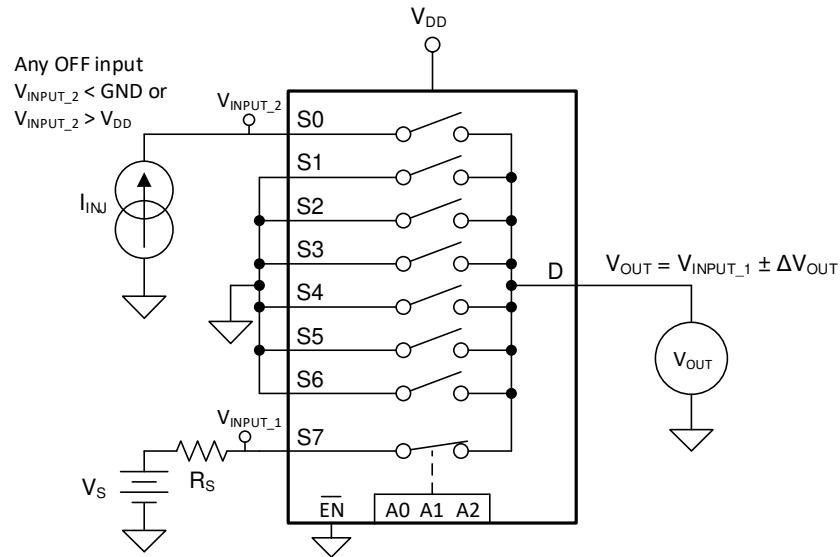 V_DD
Any OFF input
V_INPUT_2 < GND or
V_INPUT_2 > V_DD
V_INPUT_2
S0
S1
I_INJ
S2
S3
D
V_OUT = V_INPUT_1 ± ΔV_OUT
S4
S5
V_OUT
S6
V_INPUT_1
S7
V_S
R_S
EN
A0 A1 A2